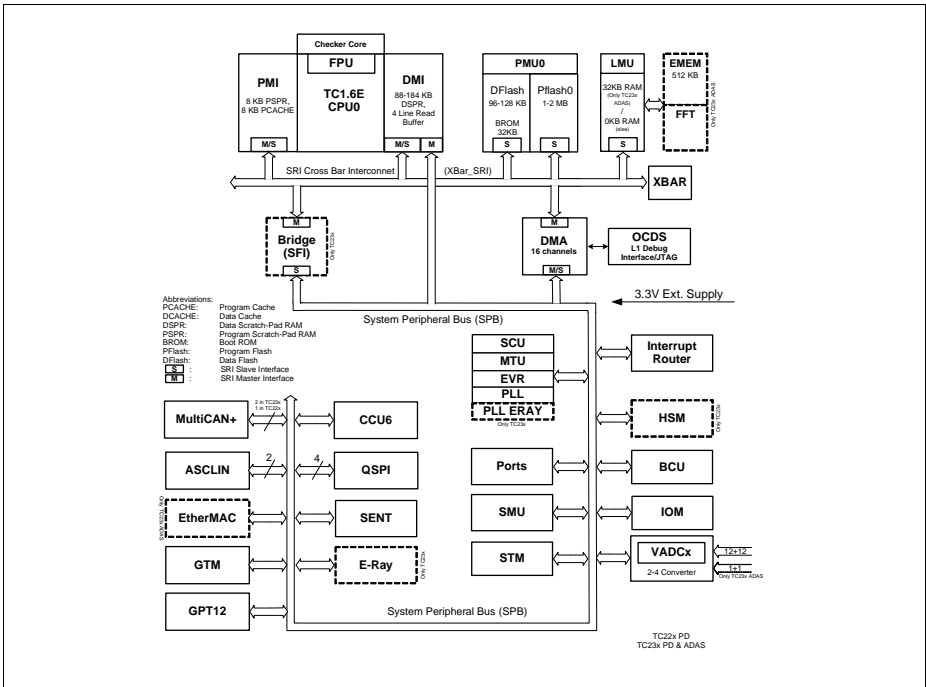 Checker Core
FPU
PMI
8 KB PSPR,
8 KB PCACHE
M/S
TC1.6E
CPU0
DMI
88-184 KB
DSPR,
4 Line Read
Buffer
M/S
M
PMU0
DFlash
96-128 KB
BROM
32KB
S
Pflash0
1-2 MB
S
LMU
32KB RAM
(Only TC23x
ADAS)
/
0KB RAM
(else)
S
EMEM
512 KB
FFT
Only TC23x ADAS
SRI Cross Bar Interconnet
(XBar_SRI)
XBAR
M
Bridge
(SFI)
S
Only TC23x
M
DMA
16 channels
M/S
OCDS
L1 Debug
Interface/JTAG
3.3V Ext. Supply
System Peripheral Bus (SPB)
Abbreviations:
PCACHE: Program Cache
DCACHE: Data Cache
DSPR: Data Scratch-Pad RAM
PSPR: Program Scratch-Pad RAM
BROM: Boot ROM
PFlash: Program Flash
DFlash: Data Flash
S : SRI Slave Interface
M : SRI Master Interface
SCU
MTU
EVR
PLL
PLL ERAY
Only TC23x
Interrupt
Router
HSM
Only TC23x
MultiCAN+
2 in TC23x
1 in TC22x
CCU6
ASCLIN
2
4
QSPI
Ports
BCU
EtherMAC
Only TC23x ADAS
SENT
SMU
IOM
GTM
E-Ray
Only TC23x
STM
VADCx
2-4 Converter
12+12
1+1
Only TC23x ADAS
GPT12
System Peripheral Bus (SPB)
TC22x PD
TC23x PD & ADAS